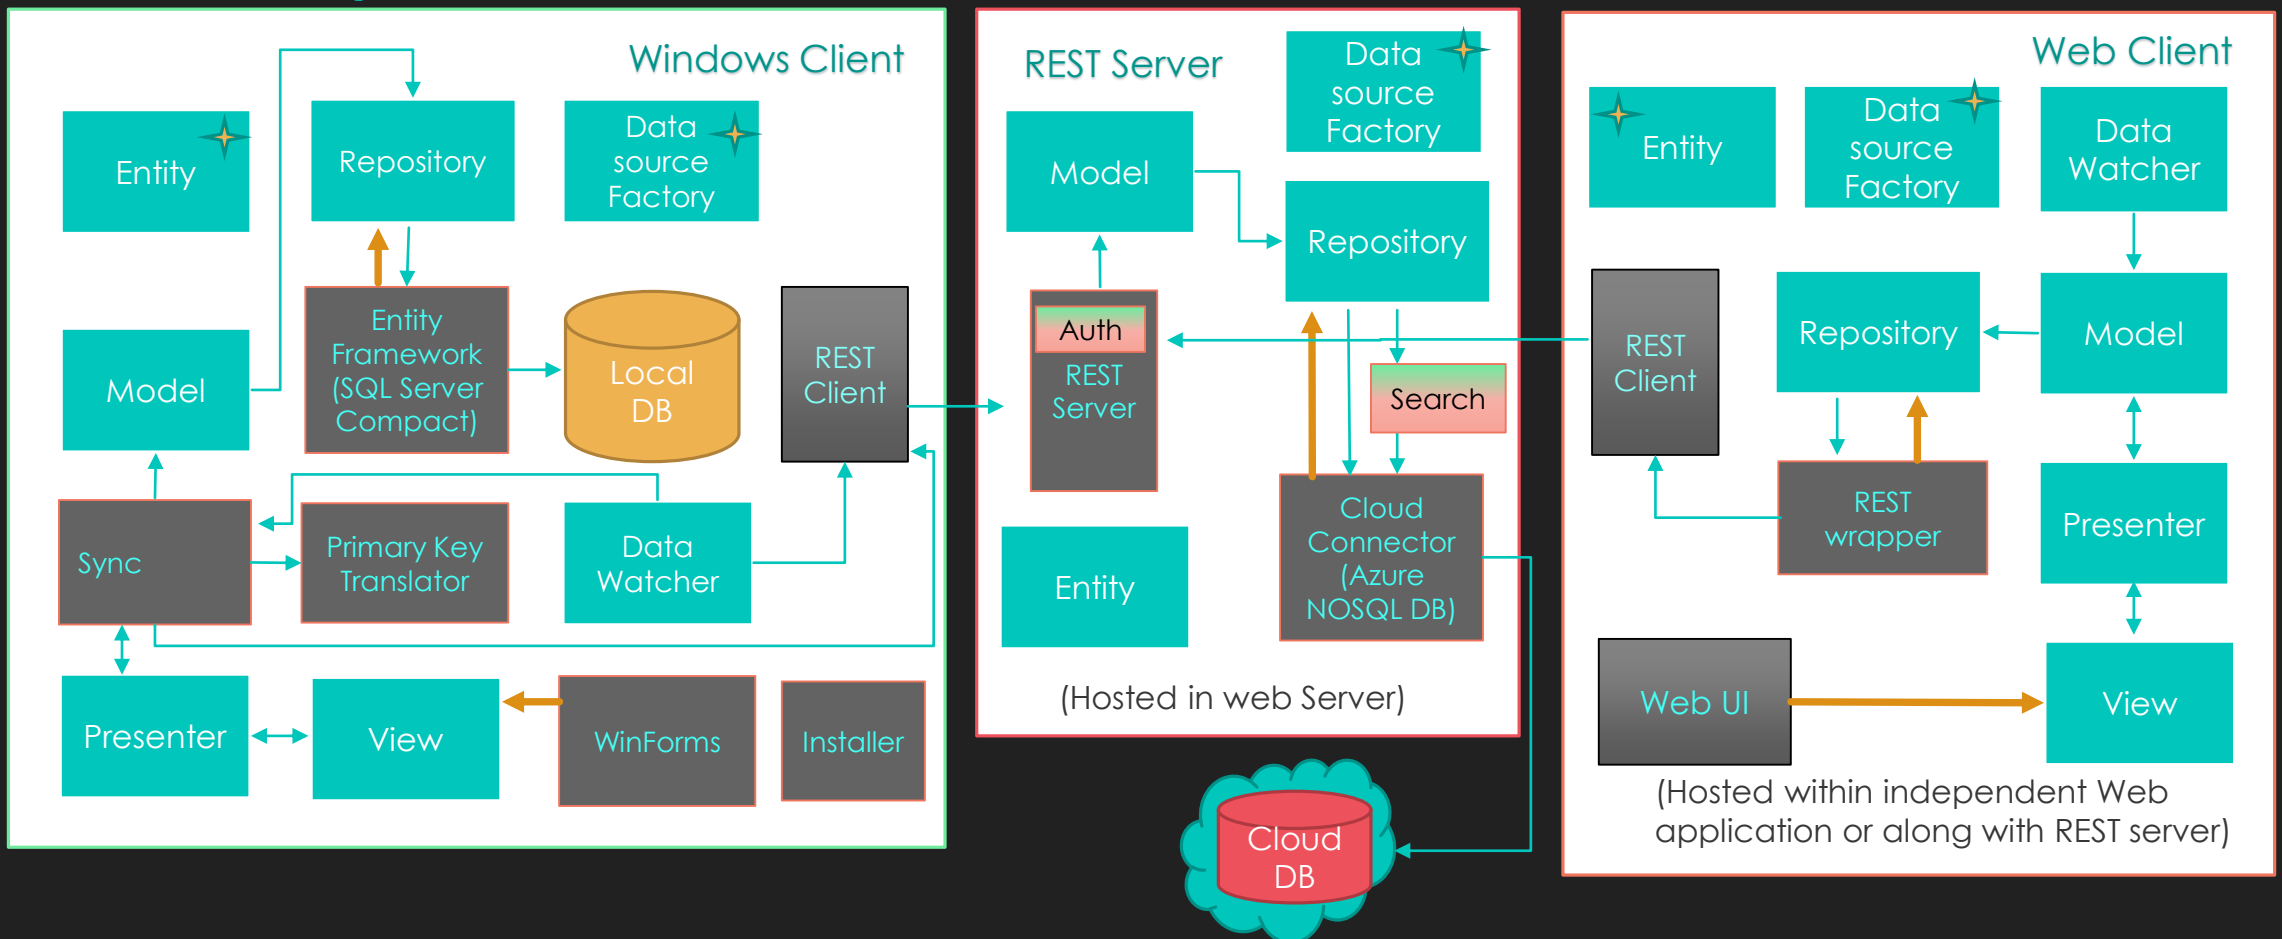 Windows Client
Entity
Repository
Data
source
Factory
Model
Entity
Framework
(SQL Server
Compact)
Local
DB
REST
Client
Sync
Primary Key
Translator
Data
Watcher
Presenter
View
WinForms
Installer
REST Server
Data
source
Factory
Model
Repository
Auth
REST
Server
Search
Cloud
Connector
(Azure
NOSQL DB)
Entity
(Hosted in web Server)
Cloud
DB
Web Client
Entity
Data
source
Factory
Data
Watcher
REST
Client
Repository
Model
REST
wrapper
Presenter
Web UI
View
(Hosted within independent Web
application or along with REST server)